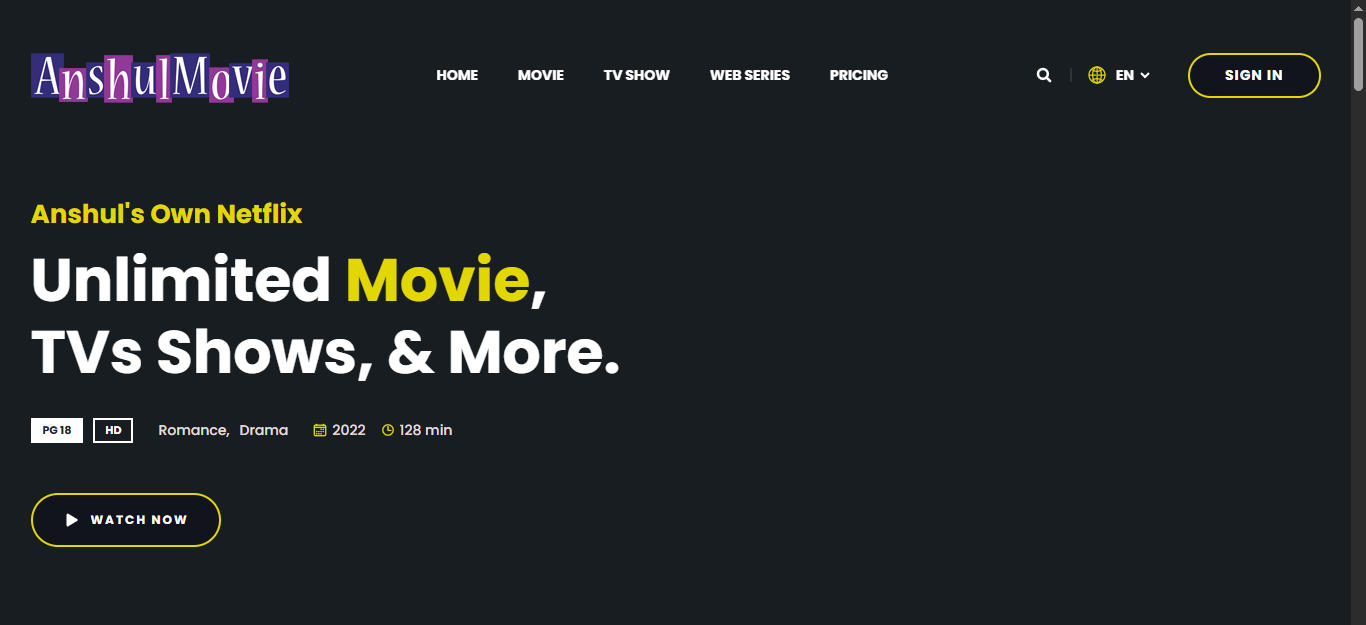 AnshulMovie
HOME MOVIE TV SHOW WEB SERIES PRICING
EN
SIGN IN
Anshul's Own Netflix
Unlimited Movie,
TVs Shows, & More.
PG 18 HD Romance, Drama 2022 128 min
WATCH NOW